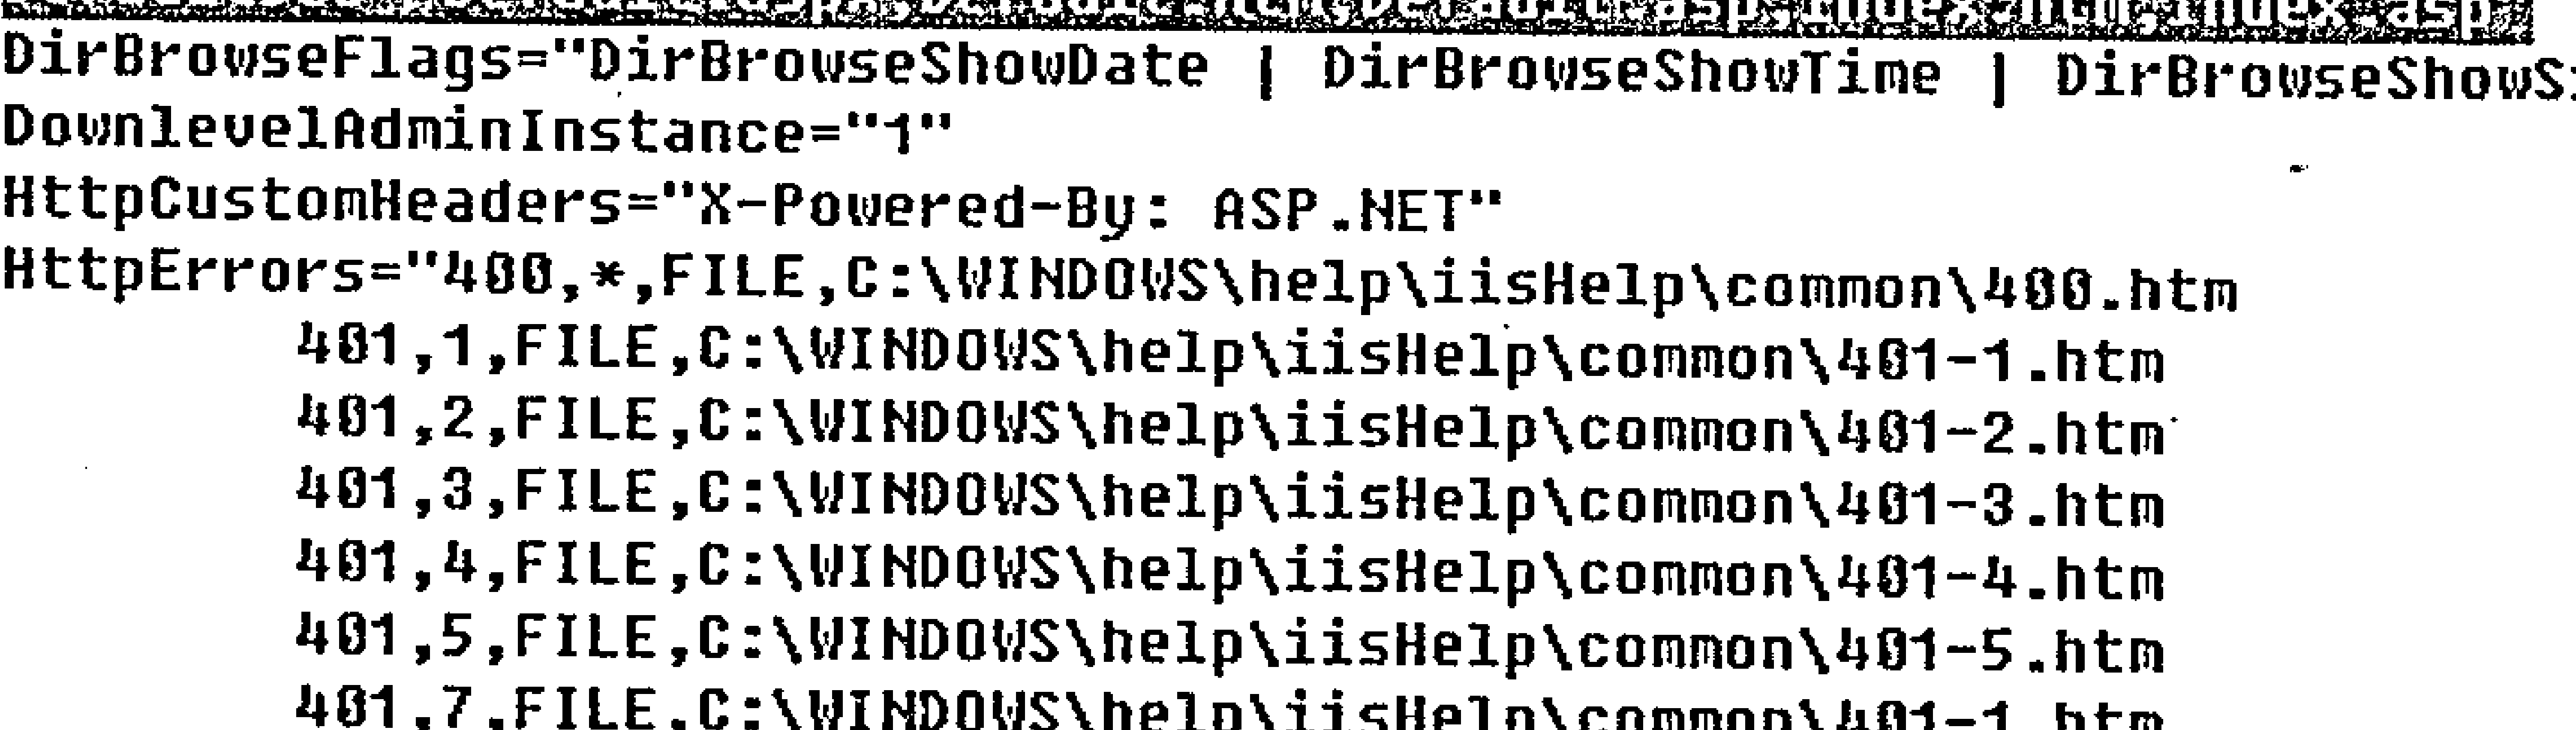 DirBrowseFlags="DirBrowseShowDate | DirBrowseShowTime | DirBrowseShowSi
DownlevelAdminInstance="1"
HttpCustomHeaders="X-Powered-By: ASP.NET"
HttpErrors="400,*,FILE,C:\WINDOWS\help\iisHelp\common\400.htm
401,1,FILE,C:\WINDOWS\help\iisHelp\common\401-1.htm
401,2,FILE,C:\WINDOWS\help\iisHelp\common\401-2.htm
401,3,FILE,C:\WINDOWS\help\iisHelp\common\401-3.htm
401,4,FILE,C:\WINDOWS\help\iisHelp\common\401-4.htm
401,5,FILE,C:\WINDOWS\help\iisHelp\common\401-5.htm
401,7,FILE,C:\WINDOWS\help\iisHelp\common\401-1.htm